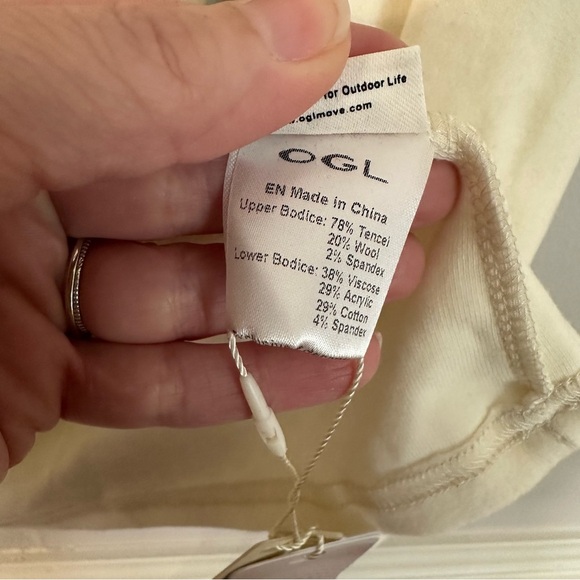 for Outdoor Life
.oglmove.com
OGL
EN Made in China
Upper Bodice: 78% Tencel
20% Wool
2% Spandex
Lower Bodice: 38% Viscose
29% Acrylic
29% Cotton
4% Spandex